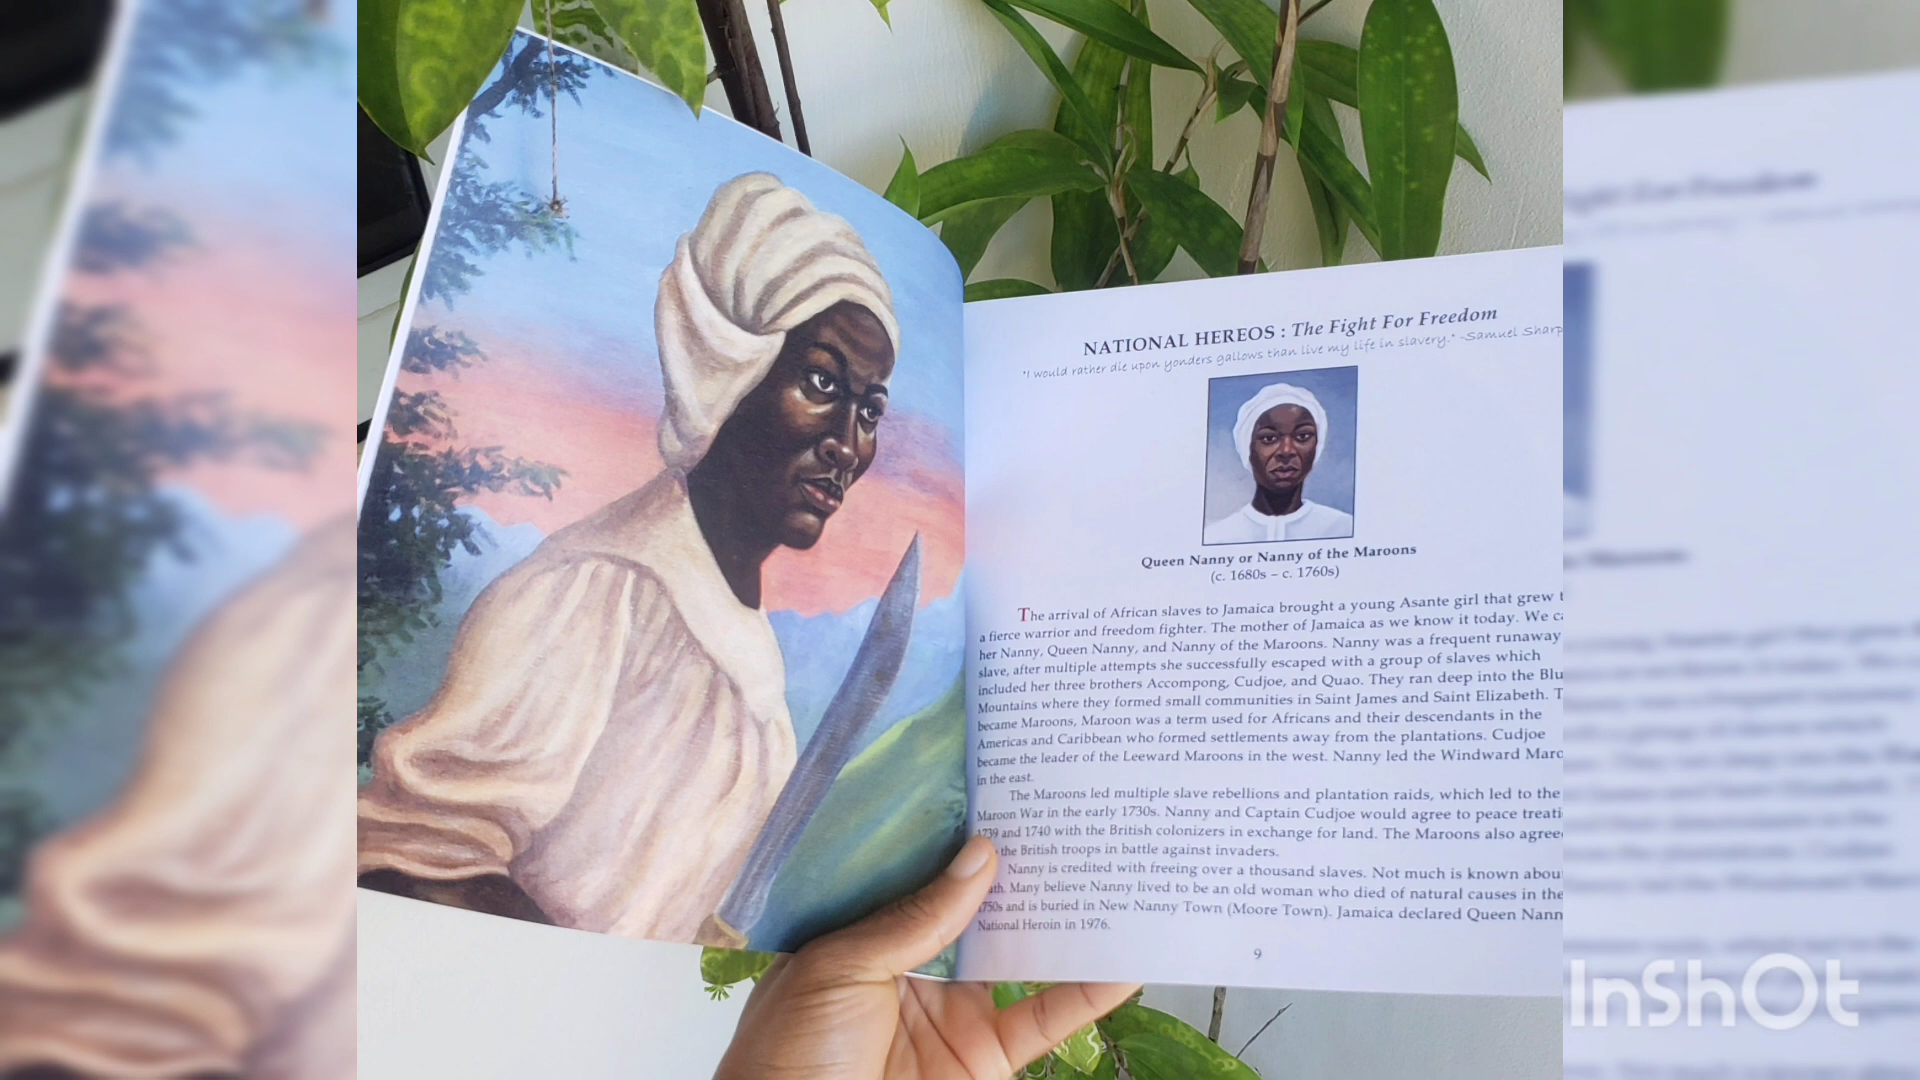 NATIONAL HEREOS : The Fight For Freedom
"I would rather die upon yonders gallows than live my life in slavery." -Samuel Sharp
Queen Nanny or Nanny of the Maroons
(c. 1680s – c. 1760s)
The arrival of African slaves to Jamaica brought a young Asante girl that grew
a fierce warrior and freedom fighter. The mother of Jamaica as we know it today. We
her Nanny, Queen Nanny, and Nanny of the Maroons. Nanny was a frequent runaway
slave, after multiple attempts she successfully escaped with a group of slaves which
included her three brothers Accompong, Cudjoe, and Quao. They ran deep into the Blu
Mountains where they formed small communities in Saint James and Saint Elizabeth.
became Maroons, Maroon was a term used for Africans and their descendants in the
Americas and Caribbean who formed settlements away from the plantations. Cudjoe
became the leader of the Leeward Maroons in the west. Nanny led the Windward Maro
in the east.
The Maroons led multiple slave rebellions and plantation raids, which led to the
Maroon War in the early 1730s. Nanny and Captain Cudjoe would agree to peace treati
1739 and 1740 with the British colonizers in exchange for land. The Maroons also agree
the British troops in battle against invaders.
Nanny is credited with freeing over a thousand slaves. Not much is known abou
ath. Many believe Nanny lived to be an old woman who died of natural causes in the
1750s and is buried in New Nanny Town (Moore Town). Jamaica declared Queen Nann
National Heroin in 1976.
9
InShOt